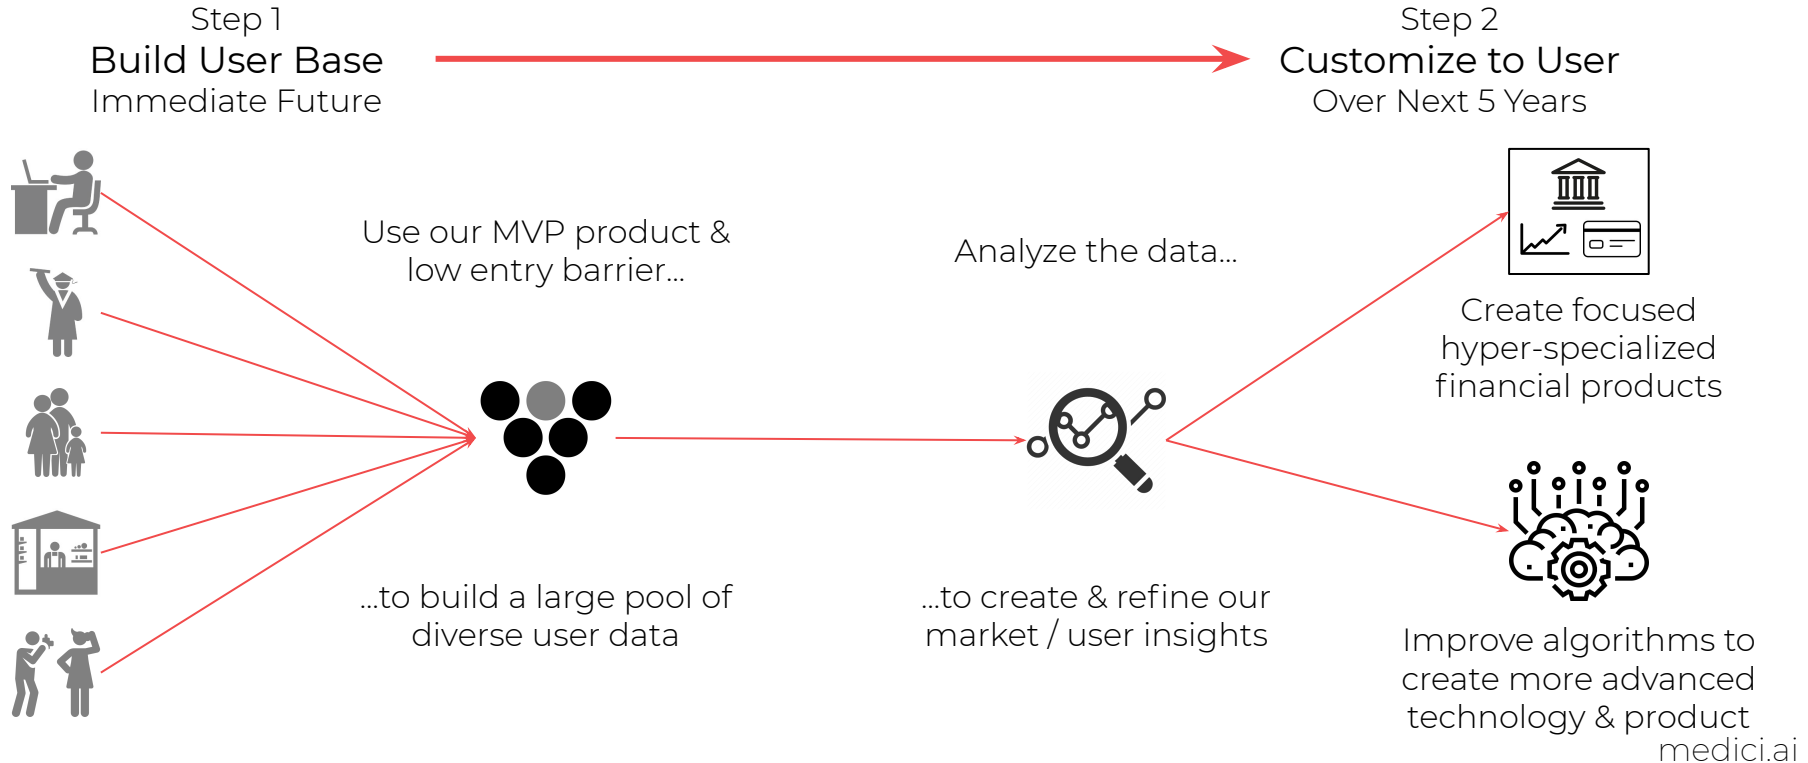 Step 1
Build User Base
Immediate Future
Step 2
Customize to User
Over Next 5 Years
Use our MVP product &
low entry barrier...
...to build a large pool of
diverse user data
Analyze the data...
...to create & refine our
market / user insights
Create focused
hyper-specialized
financial products
Improve algorithms to
create more advanced
technology & product
medici.ai